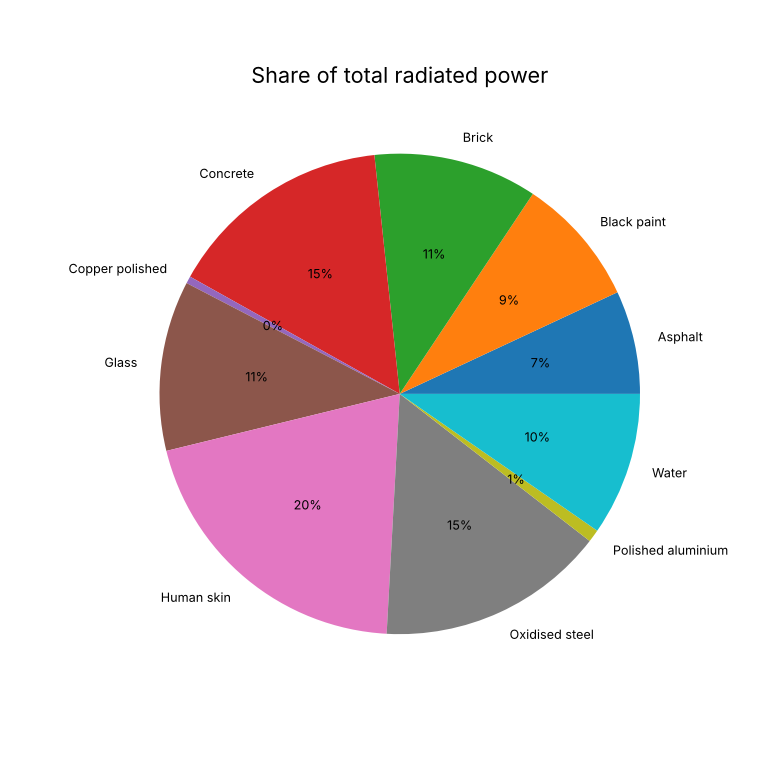 Share of total radiated power
Brick
Concrete
Black paint
11%
Copper polished
15%
9%
0%
Asphalt
Glass
7%
11%
10%
Water
1%
20%
15%
Polished aluminium
Human skin
Oxidised steel